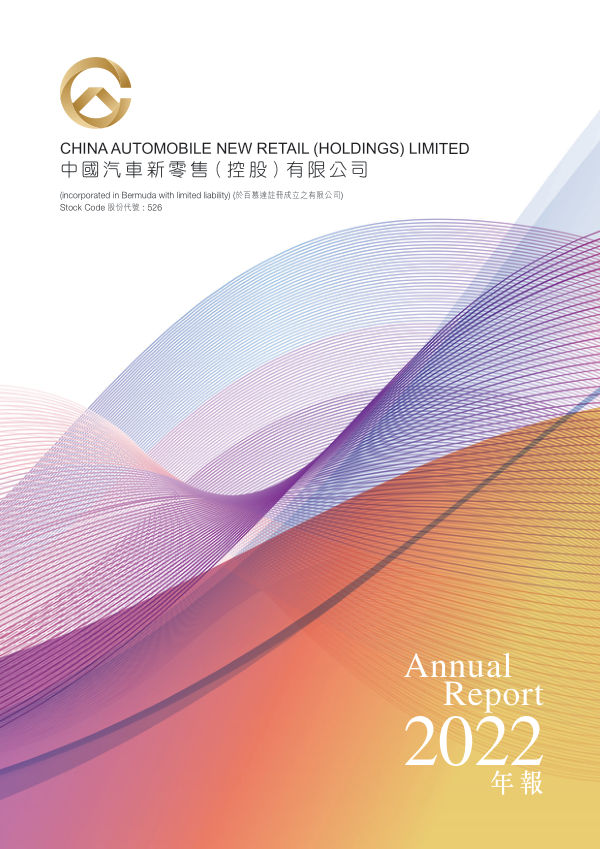 CHINA AUTOMOBILE NEW RETAIL (HOLDINGS) LIMITED
中國汽車新零售(控股)有限公司
(incorporated in Bermuda with limited liability) (於百慕達註冊成立之有限公司)
Stock Code 股份代號 : 526
Annual
Report
2022
年報